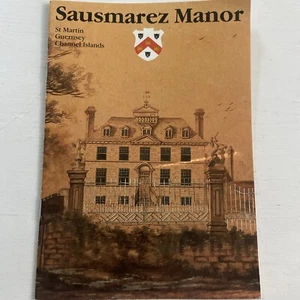 Sausmarez Manor
St Martin
Guernsey
Channel Islands